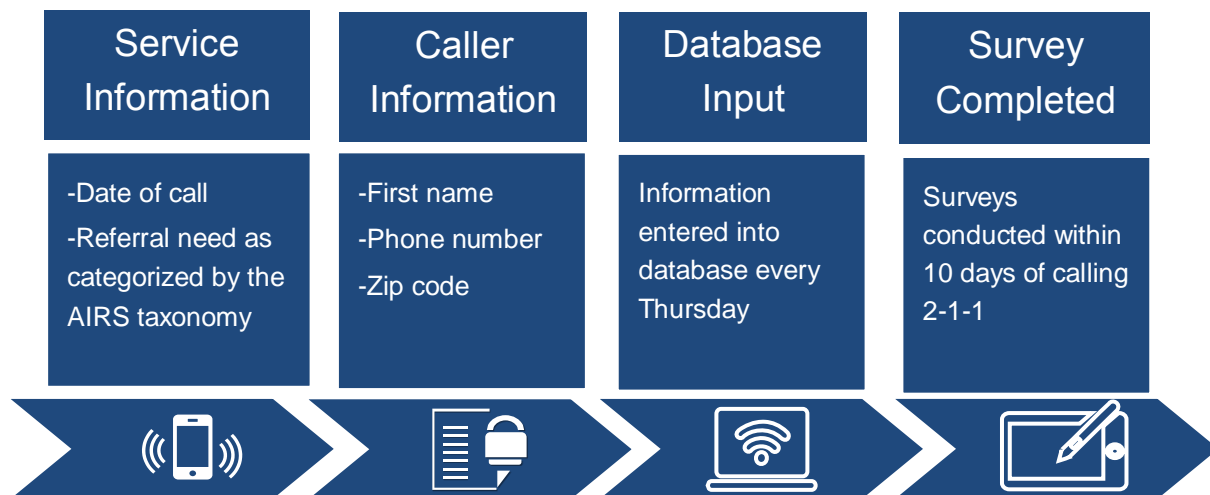 Service
Information
-Date of call
-Referral need as
categorized by the
AIRS taxonomy
Caller
Information
-First name
-Phone number
-Zip code
Database
Input
Information
entered into
database every
Thursday
Survey
Completed
Surveys
conducted within
10 days of calling
2-1-1